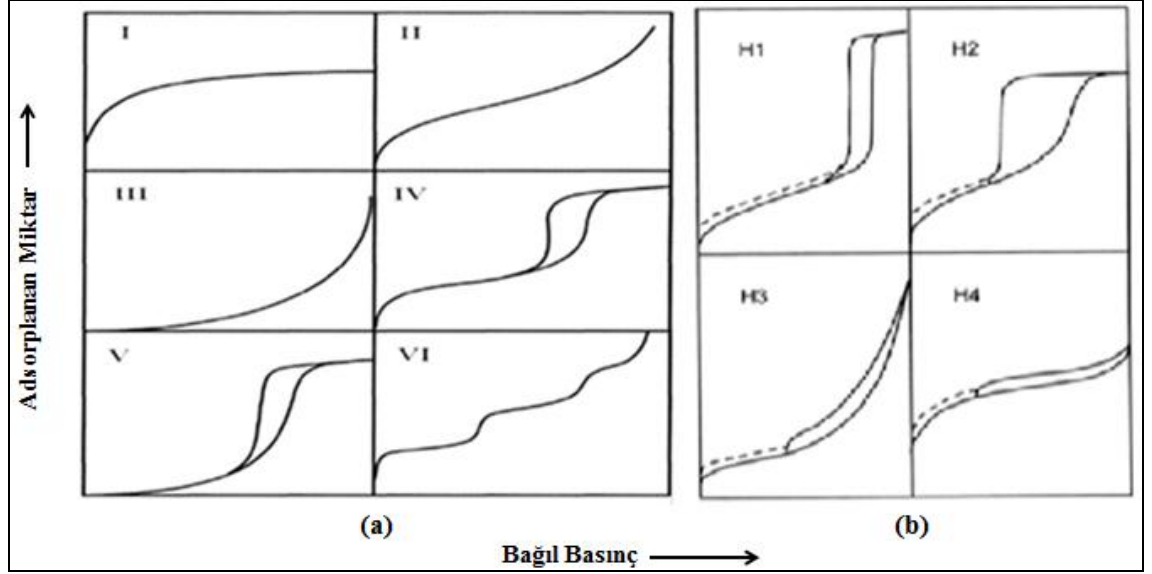 I
II
III
IV
V
VI
H1
H2
H3
H4
Adsorplanan Miktar
(a)
(b)
Bağıl Basınç